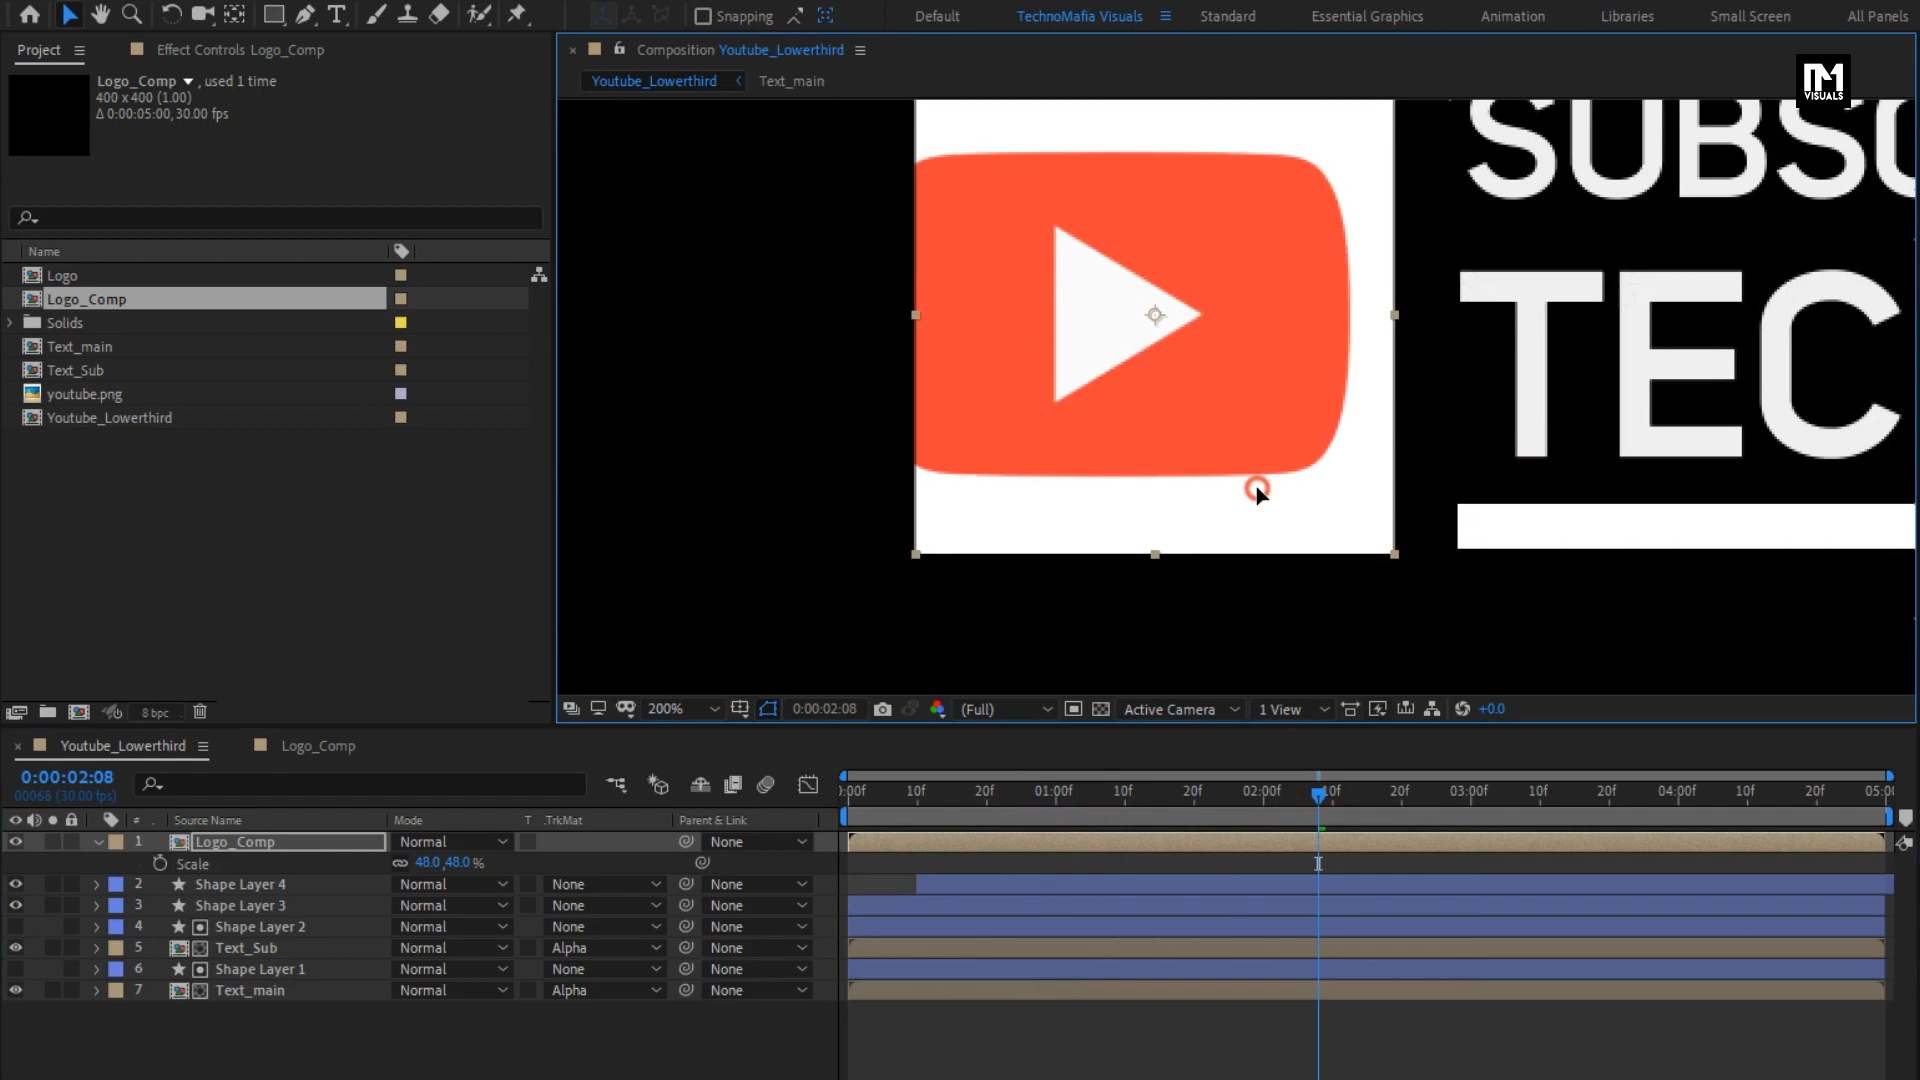 Snapping
Default
TechnoMafia Visuals
Standard
Essential Graphics
Animation
Libraries
Small Screen
All Panels
Project
Effect Controls Logo_Comp
Composition Youtube_Lowerthird
Logo_Comp , used 1 time
400 x 400 (1.00)
Δ 0:00:05:00, 30.00 fps
Youtube_Lowerthird
Text_main
VISUALS
SUBSC
TEC
Name
Logo
Logo_Comp
Solids
Text_main
Text_Sub
youtube.png
Youtube_Lowerthird
8 bpc
200%
0:00:02:08
(Full)
Active Camera
1 View
+0.0
Youtube_Lowerthird
Logo_Comp
0:00:02:08
00068 (30.00 fps)
):00f 10f 20f 01:00f 10f 20f 02:00f 10f 20f 03:00f 10f 20f 04:00f 10f 20f 05:00
# . Source Name Mode T .TrkMat Parent & Link
1 Logo_Comp Normal None
Scale 48.0,48.0 %
2 Shape Layer 4 Normal None None
3 Shape Layer 3 Normal None None
4 Shape Layer 2 Normal None None
5 Text_Sub Normal Alpha None
6 Shape Layer 1 Normal None None
7 Text_main Normal Alpha None